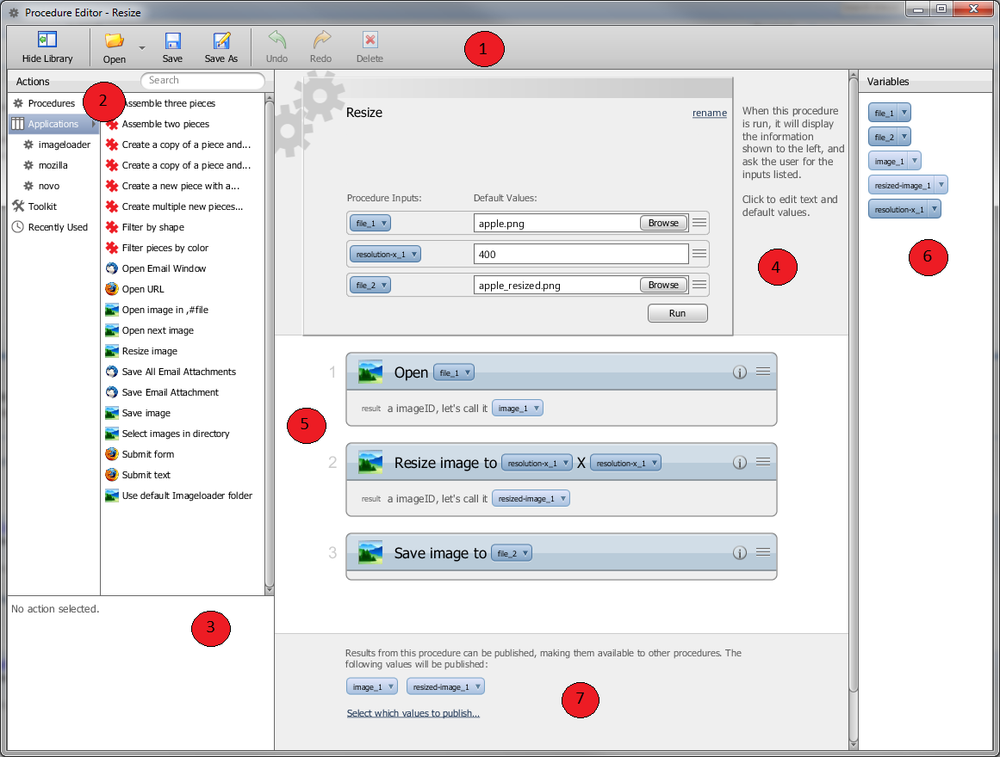 Procedure Editor - Resize
Hide Library
Open
Save
Save As
Undo
Redo
Delete
1
Actions
Search
Procedures
Applications
imageloader
mozilla
novo
Toolkit
Recently Used
2
Assemble three pieces
Assemble two pieces
Create a copy of a piece and...
Create a copy of a piece and...
Create a new piece with a...
Create multiple new pieces...
Filter by shape
Filter pieces by color
Open Email Window
Open URL
Open image in ,#file
Open next image
Resize image
Save All Email Attachments
Save Email Attachment
Save image
Select images in directory
Submit form
Submit text
Use default Imageloader folder
No action selected.
3
Resize
rename
Procedure Inputs:
Default Values:
file_1
apple.png
Browse
resolution-x_1
400
file_2
apple_resized.png
Browse
Run
When this procedure
is run, it will display
the information
shown to the left, and
ask the user for the
inputs listed.
Click to edit text and
default values.
4
1
Open file_1
result a imageID, let's call it image_1
5
2
Resize image to resolution-x_1 X resolution-x_1
result a imageID, let's call it resized-image_1
3
Save image to file_2
Results from this procedure can be published, making them available to other procedures. The
following values will be published:
image_1
resized-image_1
Select which values to publish...
7
Variables
file_1
file_2
image_1
resized-image_1
resolution-x_1
6